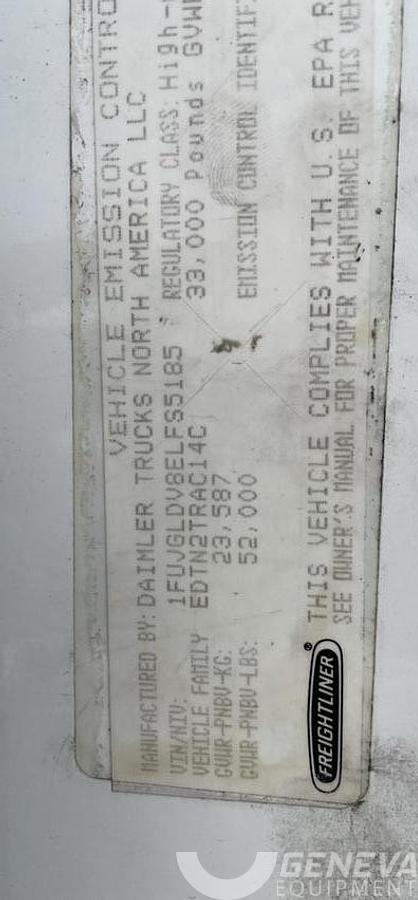 VEHICLE EMISSION CONTRO
MANUFACTURED BY: DAIMLER TRUCKS NORTH AMERICA LLC
VIN/NIV: 1FUJGLDV8ELFS5185 REGULATORY CLASS: High-
VEHICLE FAMILY EDTN2TRAC14C 33,000 Pounds GVWR
GVWR-PNBV-KG: 23,587
GVWR-PNBV-LBS: 52,000 EMISSION CONTROL IDENTIF
THIS VEHICLE COMPLIES WITH U.S. EPA R
SEE OWNER'S MANUAL FOR PROPER MAINTENANCE OF THIS VEH
FREIGHTLINER®
GENEVA
EQUIPMENT